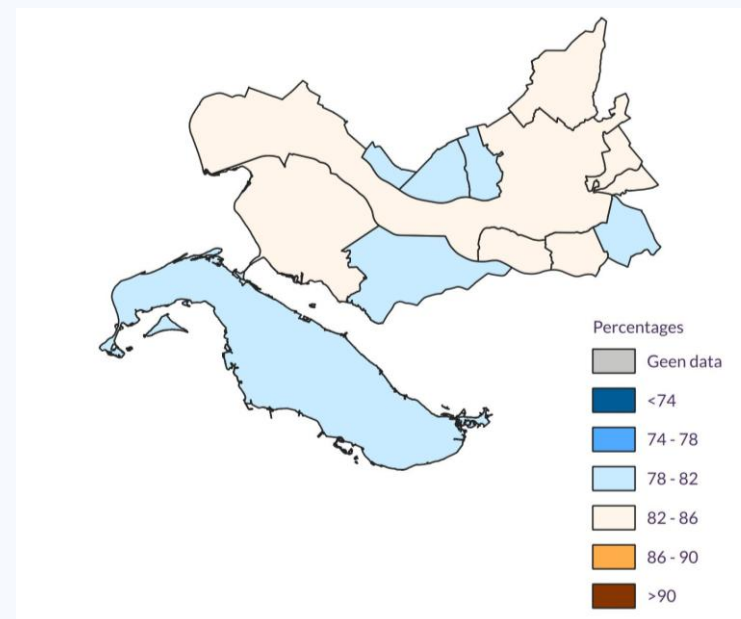 Percentages
Geen data
<74
74 - 78
78 - 82
82 - 86
86 - 90
>90